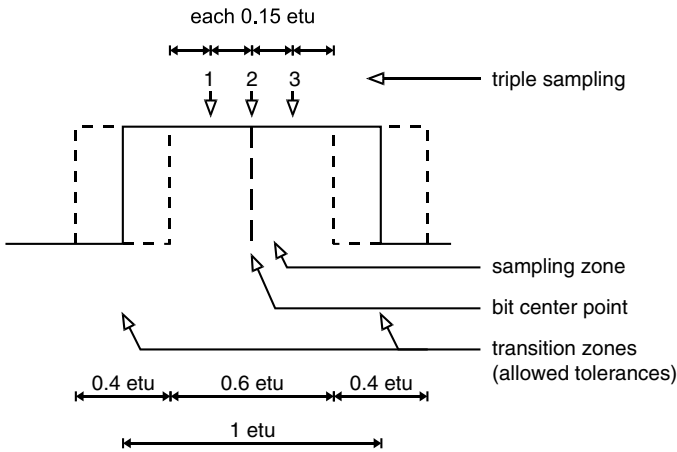 each 0.15 etu
1 2 3
triple sampling
sampling zone
bit center point
transition zones
(allowed tolerances)
0.4 etu 0.6 etu 0.4 etu
1 etu